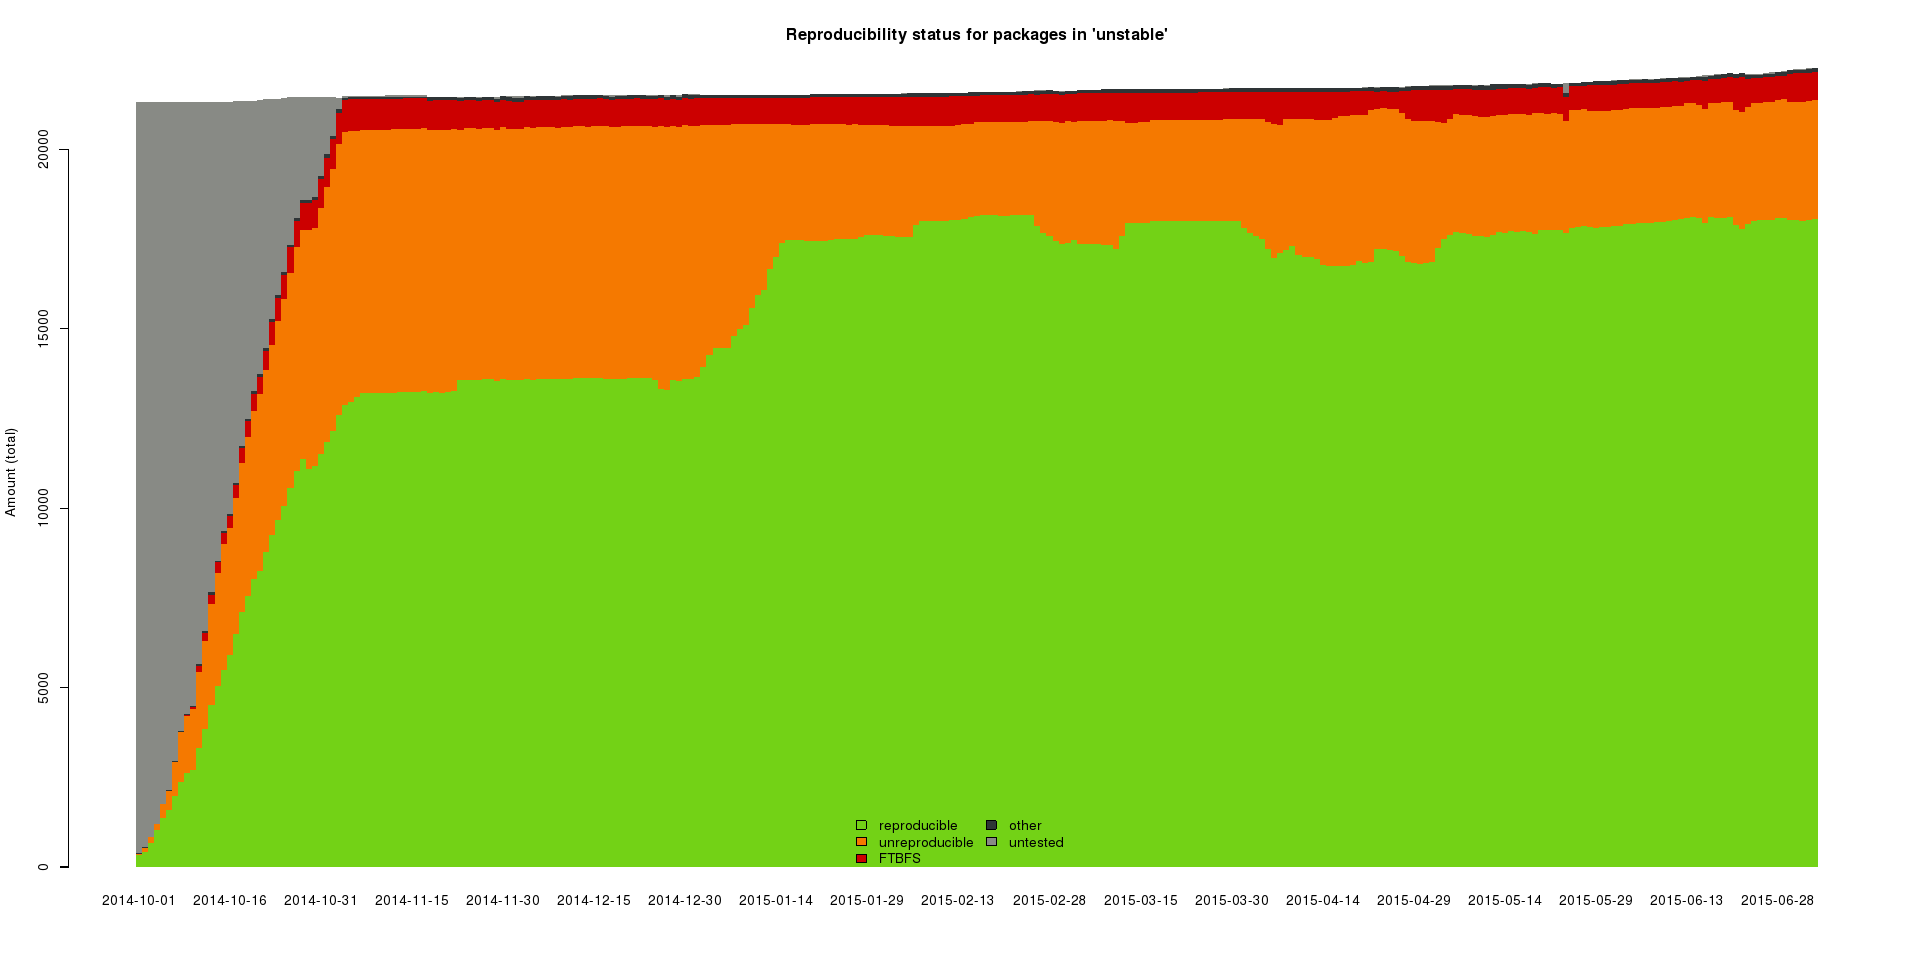 Reproducibility status for packages in 'unstable'
Amount (total)
20000
15000
10000
5000
0
reproducible
unreproducible
FTBFS
other
untested
2014-10-01 2014-10-16 2014-10-31 2014-11-15 2014-11-30 2014-12-15 2014-12-30 2015-01-14 2015-01-29 2015-02-13 2015-02-28 2015-03-15 2015-03-30 2015-04-14 2015-04-29 2015-05-14 2015-05-29 2015-06-13 2015-06-28